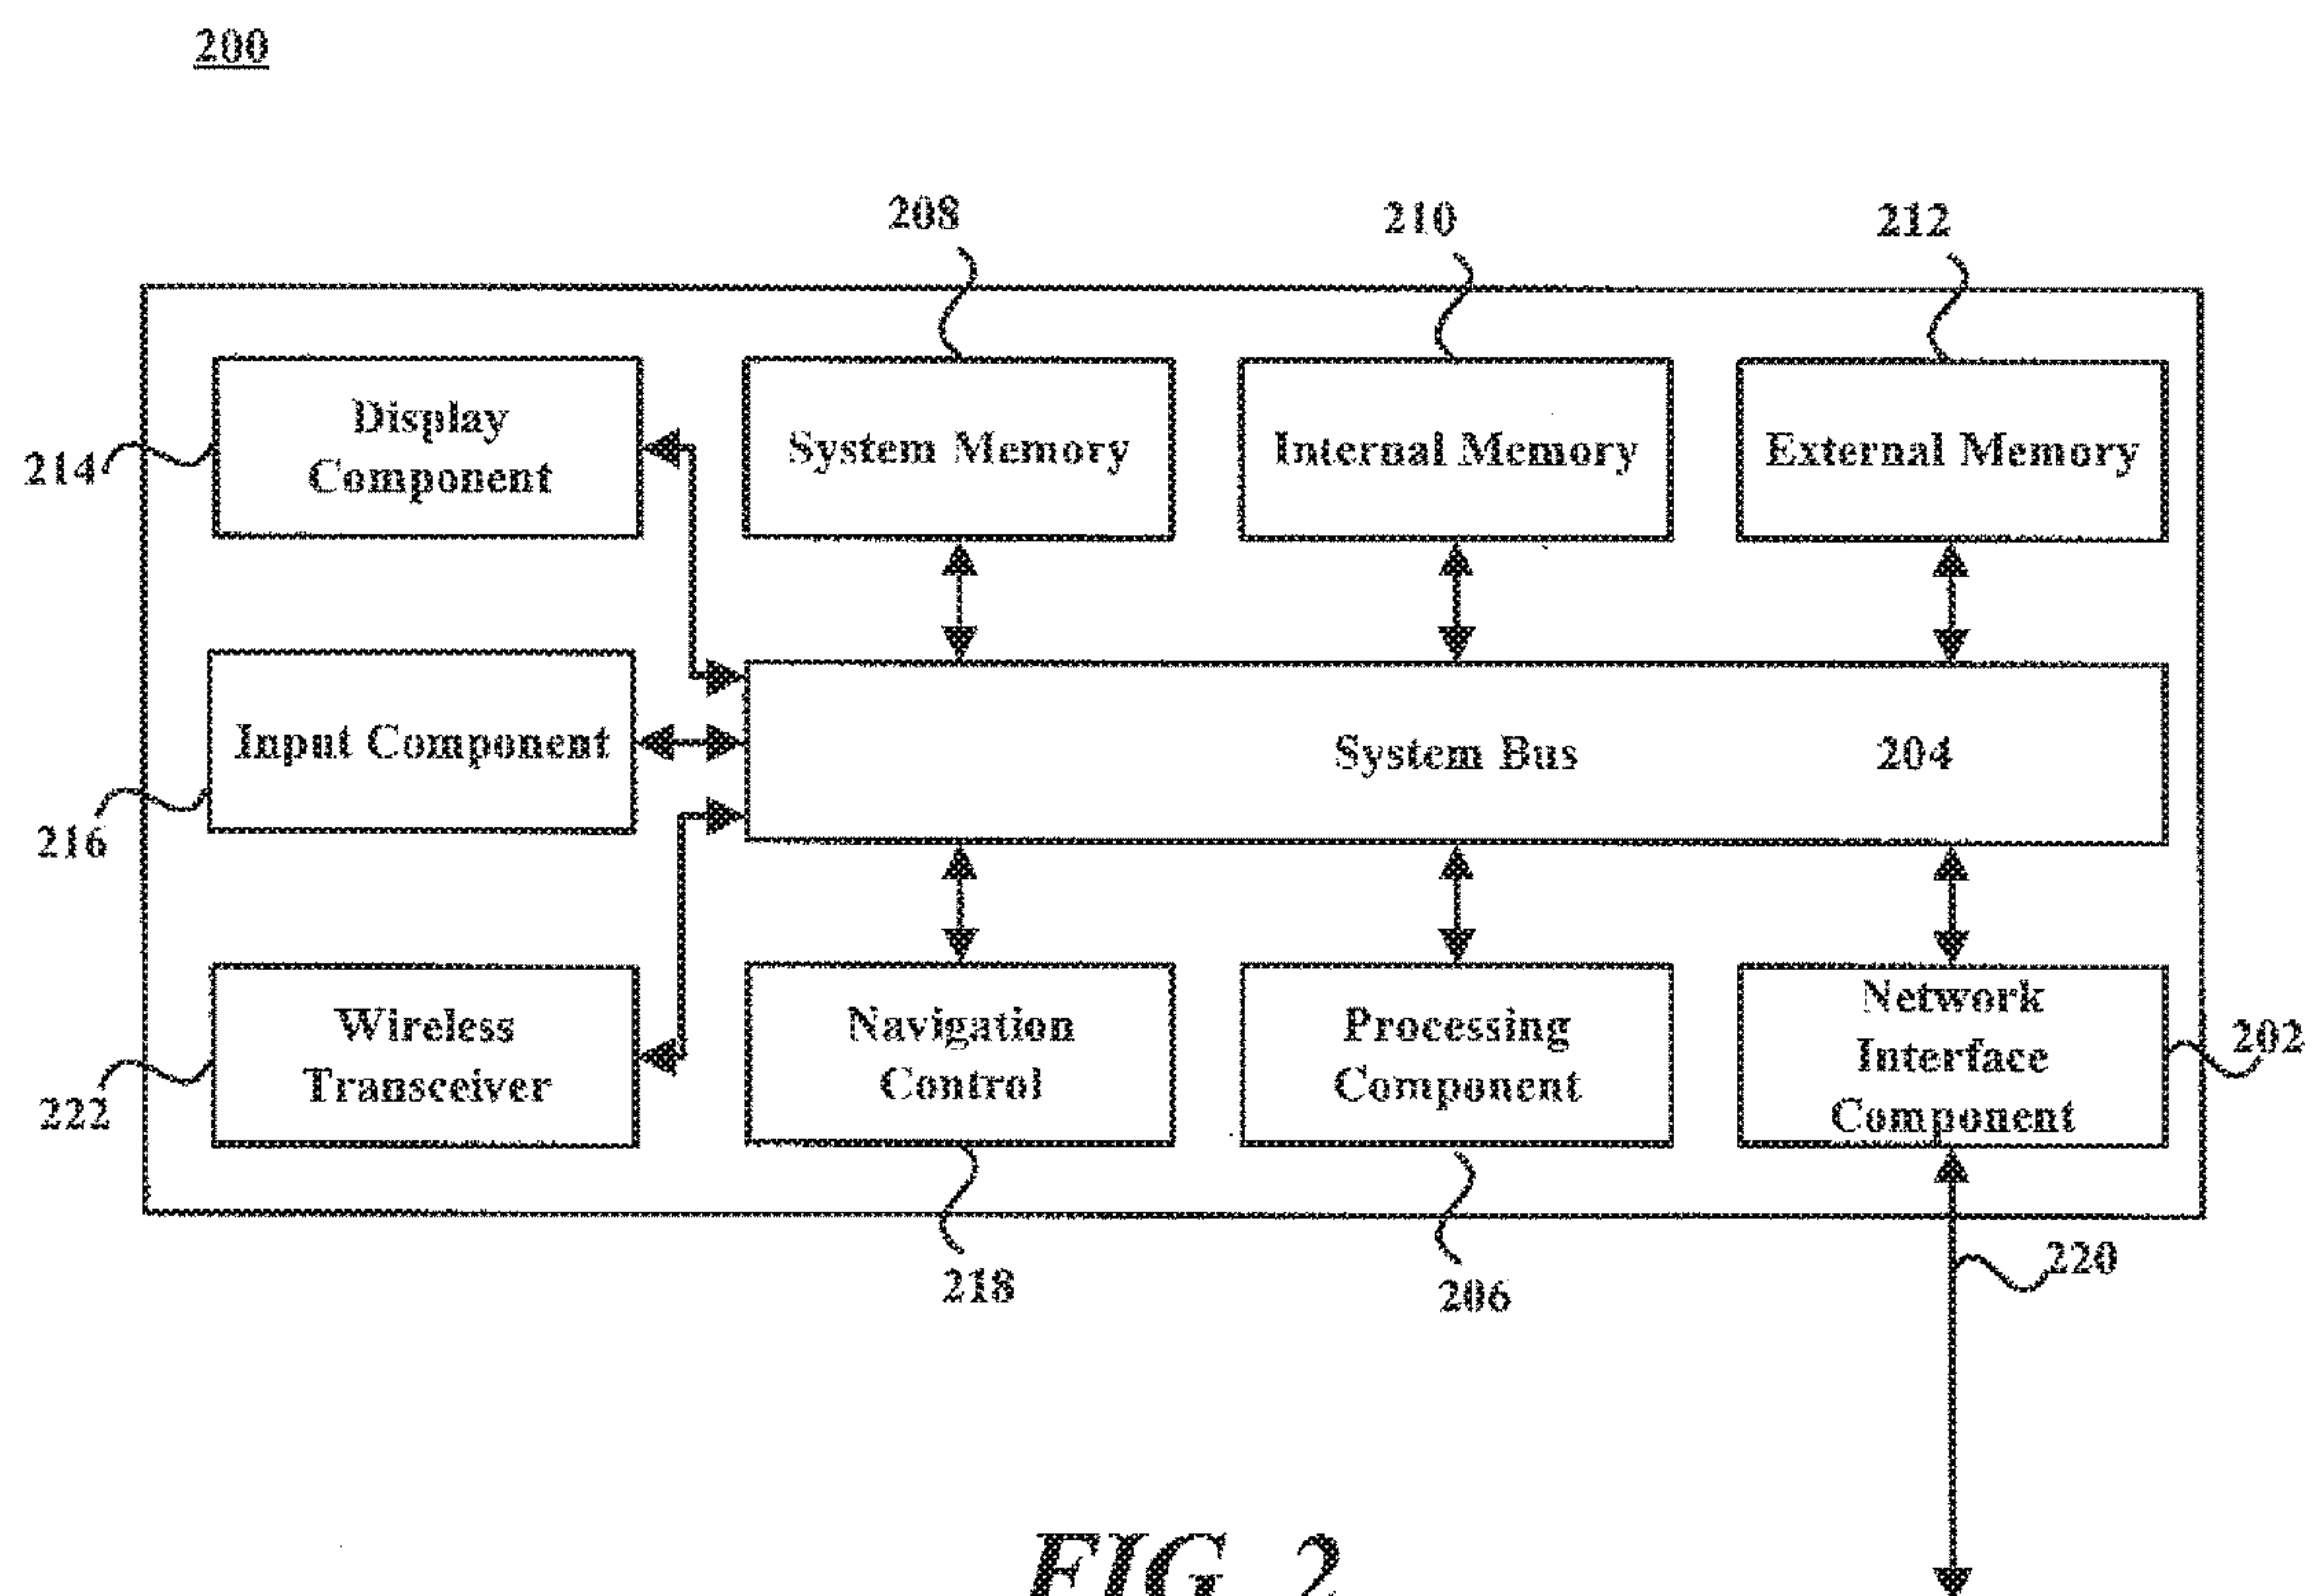 200
208
210
212
Display
Component
System Memory
Internal Memory
External Memory
214
Input Component
System Bus
204
216
Wireless
Transceiver
Navigation
Control
Processing
Component
Network
Interface
Component
202
222
218
206
220
FIG. 2